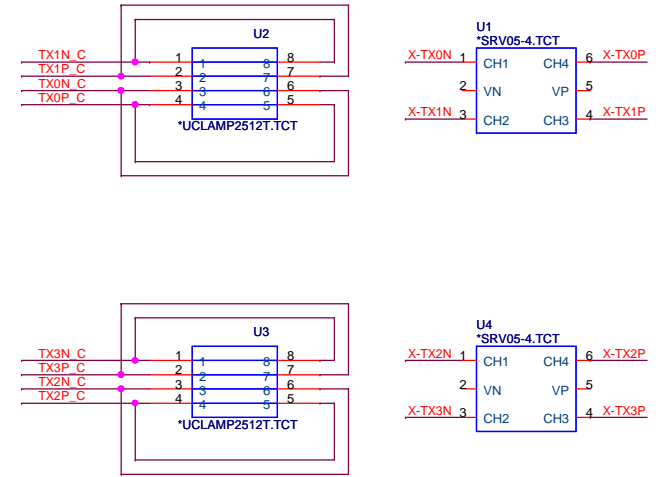 U2
TX1N_C 1 1 8 8
TX1P_C 2 2 7 7
TX0N_C 3 3 6 6
TX0P_C 4 4 5 5
*UCLAMP2512T.TCT
U1
*SRV05-4.TCT
X-TX0N 1 CH1 CH4 6 X-TX0P
2 VN VP 5
X-TX1N 3 CH2 CH3 4 X-TX1P
U3
TX3N_C 1 1 8 8
TX3P_C 2 2 7 7
TX2N_C 3 3 6 6
TX2P_C 4 4 5 5
*UCLAMP2512T.TCT
U4
*SRV05-4.TCT
X-TX2N 1 CH1 CH4 6 X-TX2P
2 VN VP 5
X-TX3N 3 CH2 CH3 4 X-TX3P